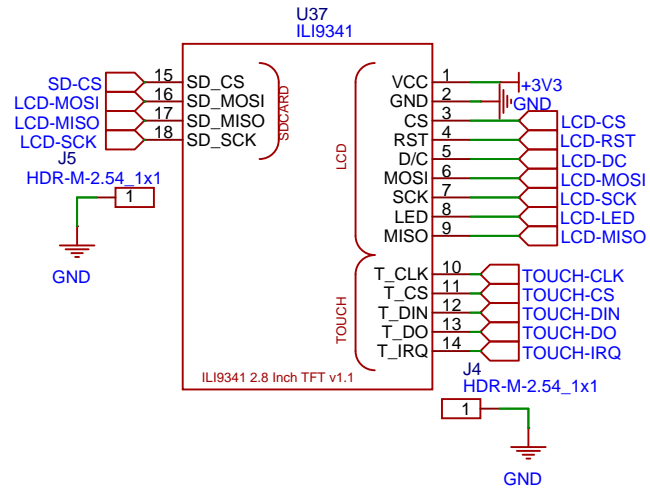 U37
ILI9341
SD-CS 15 SD_CS
LCD-MOSI 16 SD_MOSI
LCD-MISO 17 SD_MISO
LCD-SCK 18 SD_SCK
SDCARD
J5
HDR-M-2.54_1x1
1
GND
LCD
VCC 1 +3V3
GND 2 GND
CS 3 LCD-CS
RST 4 LCD-RST
D/C 5 LCD-DC
MOSI 6 LCD-MOSI
SCK 7 LCD-SCK
LED 8 LCD-LED
MISO 9 LCD-MISO
TOUCH
T_CLK 10 TOUCH-CLK
T_CS 11 TOUCH-CS
T_DIN 12 TOUCH-DIN
T_DO 13 TOUCH-DO
T_IRQ 14 TOUCH-IRQ
ILI9341 2.8 Inch TFT v1.1
J4
HDR-M-2.54_1x1
1
GND